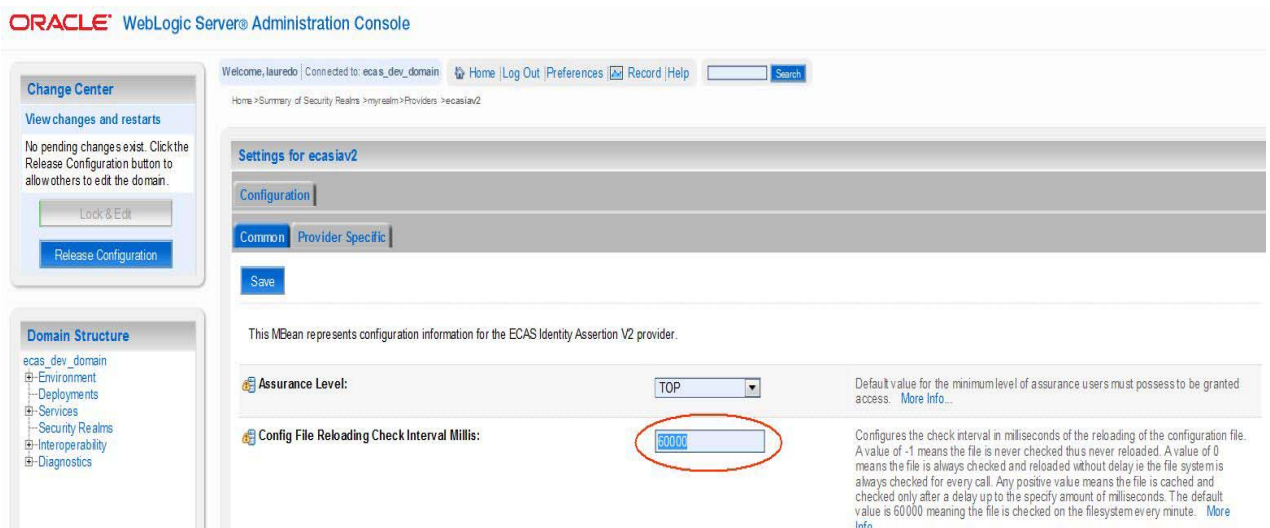 ORACLE® WebLogic Server® Administration Console
Change Center
View changes and restarts
No pending changes exist. Click the
Release Configuration button to
allow others to edit the domain.
Lock & Edit
Release Configuration
Domain Structure
ecas_dev_domain
Environment
Deployments
Services
Security Realms
Interoperability
Diagnostics
Welcome, lauredo Connected to: ecas_dev_domain Home Log Out Preferences Record Help Search
Home >Summary of Security Realms >myrealm >Providers >ecasiav2
Settings for ecasiav2
Configuration
Common Provider Specific
Save
This MBean represents configuration information for the ECAS Identity Assertion V2 provider.
Assurance Level: TOP
Default value for the minimum level of assurance users must possess to be granted
access. More Info...
Config File Reloading Check Interval Millis: 60000
Configures the check interval in milliseconds of the reloading of the configuration file.
A value of -1 means the file is never checked thus never reloaded. A value of 0
means the file is always checked and reloaded without delay ie the file system is
always checked for every call. Any positive value means the file is cached and
checked only after a delay up to the specify amount of milliseconds. The default
value is 60000 meaning the file is checked on the filesystem every minute. More
Info...